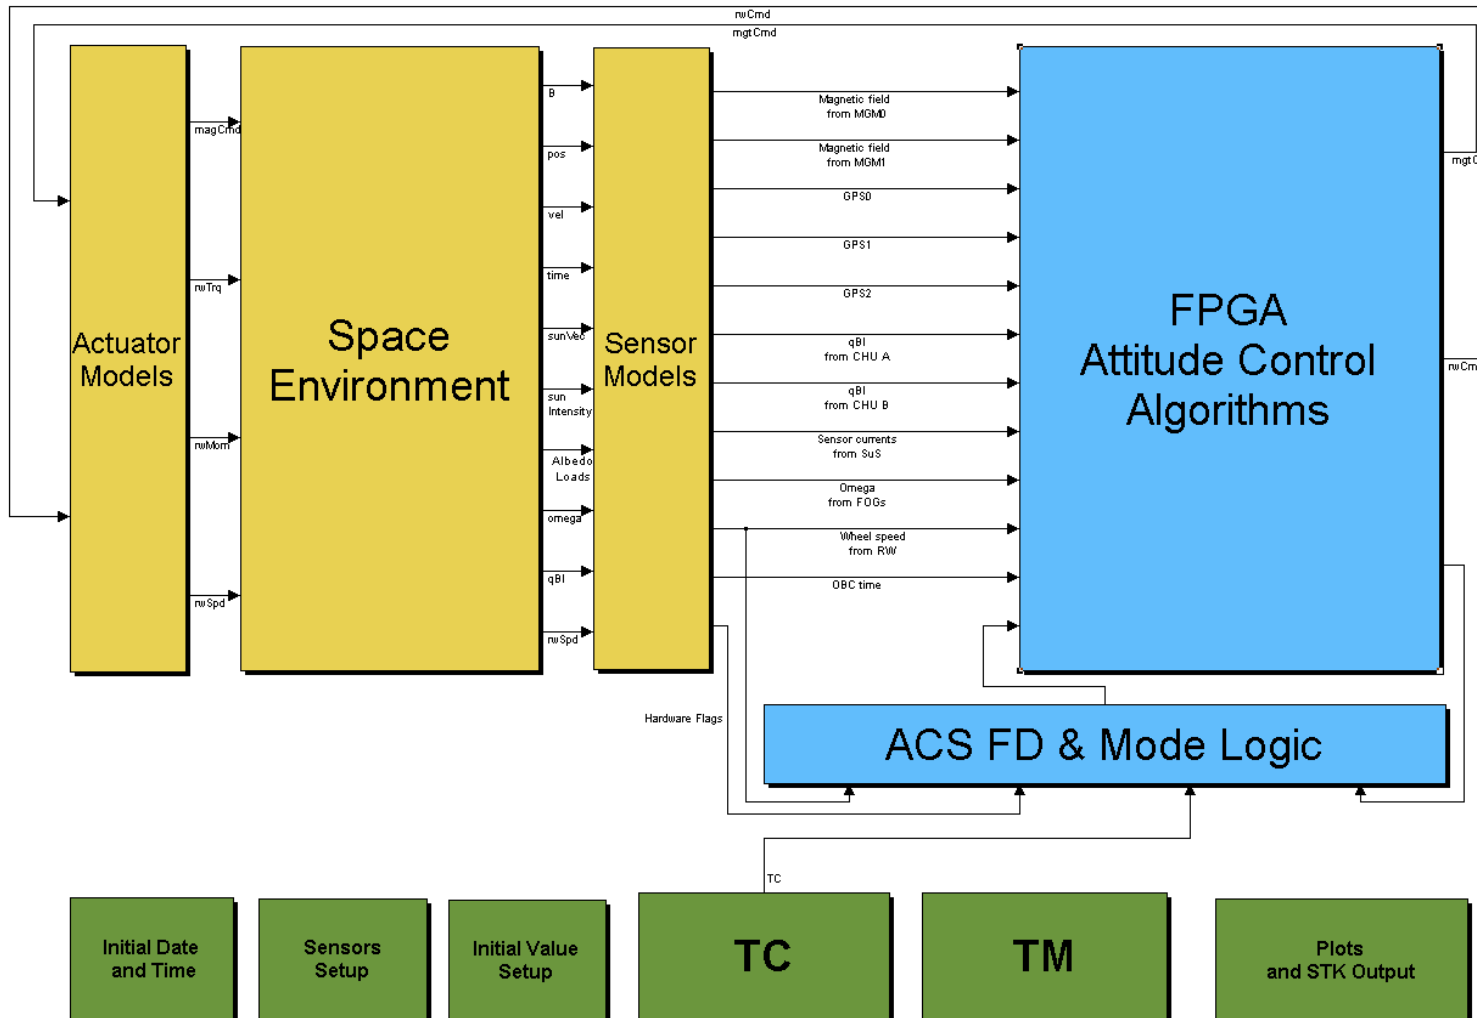 rwCmd
mgtCmd
magCmd
rwTrq
rwMom
rwSpd
Actuator
Models
Space
Environment
B
pos
vel
time
sunVec
sun
Intensity
Albedo
Loads
omega
qBI
rwSpd
Sensor
Models
Magnetic field
from MGM0
Magnetic field
from MGM1
GPS0
GPS1
GPS2
qBI
from CHU A
qBI
from CHU B
Sensor currents
from SuS
Omega
from FOGs
Wheel speed
from RW
OBC time
FPGA
Attitude Control
Algorithms
mgtC
rwCm
Hardware Flags
ACS FD & Mode Logic
TC
Initial Date
and Time
Sensors
Setup
Initial Value
Setup
TC
TM
Plots
and STK Output